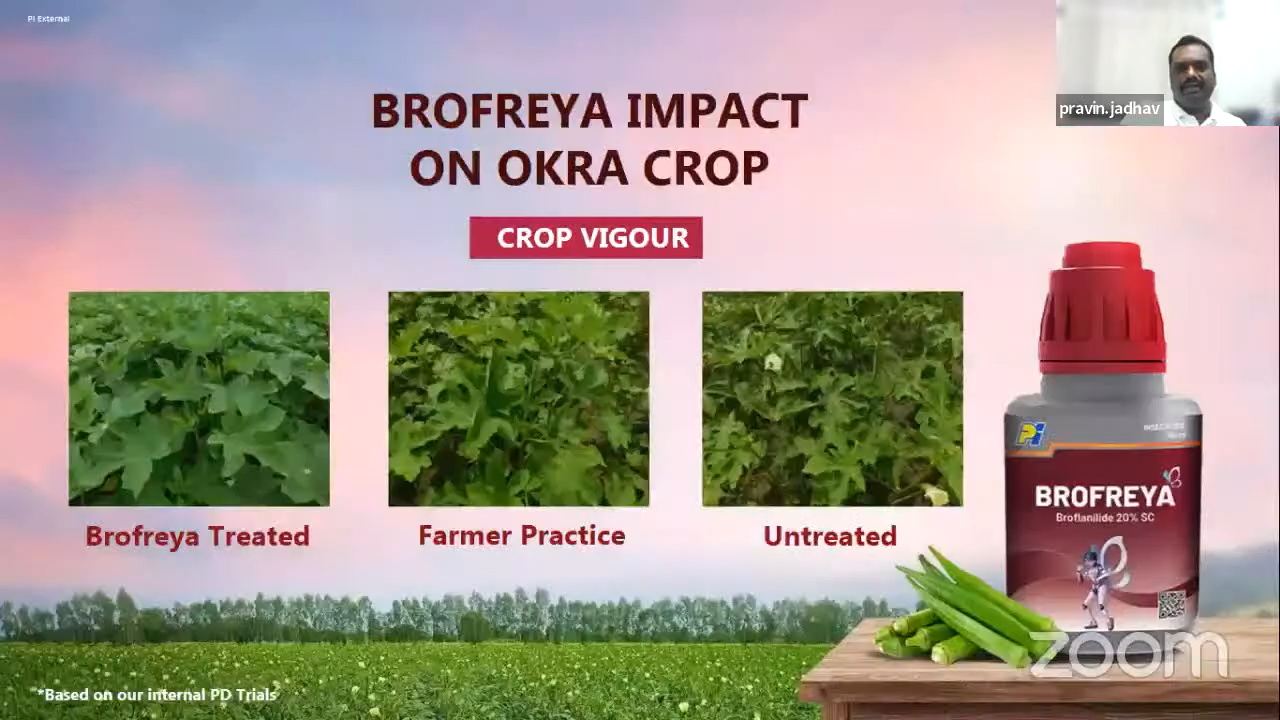 PI External
pravin.jadhav
BROFREYA IMPACT
ON OKRA CROP
CROP VIGOUR
Brofreya Treated
Farmer Practice
Untreated
Pi
BROFREYA
Broflanilide 20% SC
zoom
*Based on our internal PD Trials